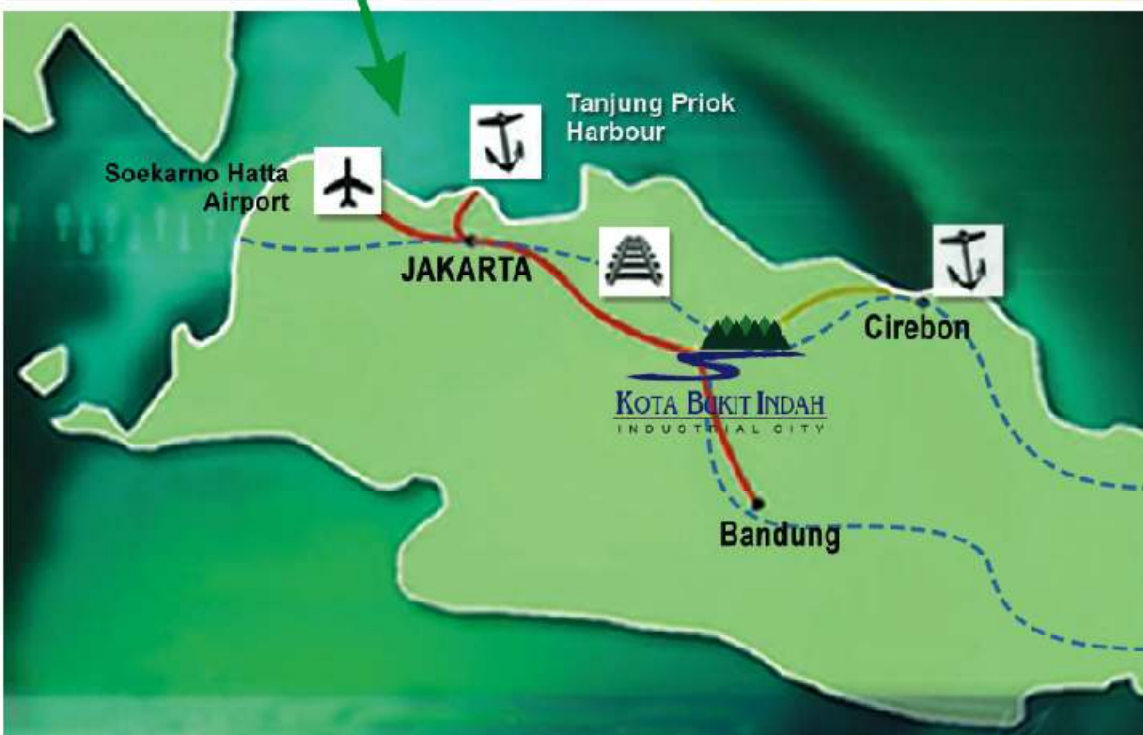 Tanjung Priok
Harbour
Soekarno Hatta
Airport
JAKARTA
Cirebon
KOTA BUKIT INDAH
INDUSTRIAL CITY
Bandung